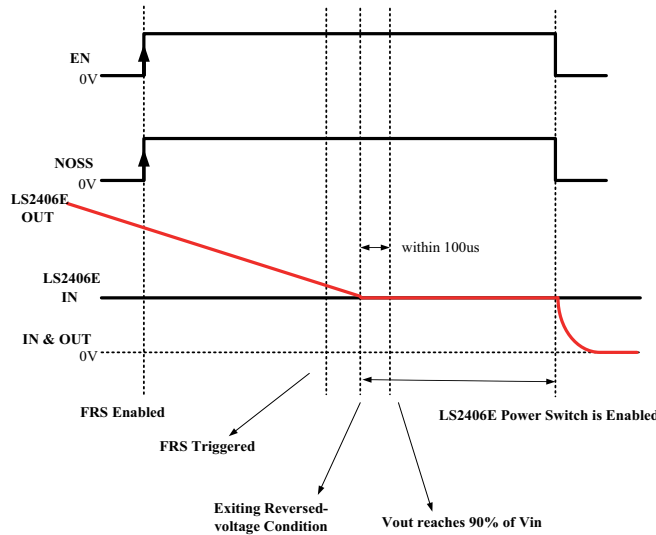 EN
0V
NOSS
0V
LS2406E
OUT
within 100us
LS2406E
IN
IN & OUT
0V
FRS Enabled
LS2406E Power Switch is Enabled
FRS Triggered
Exiting Reversed-
voltage Condition
Vout reaches 90% of Vin